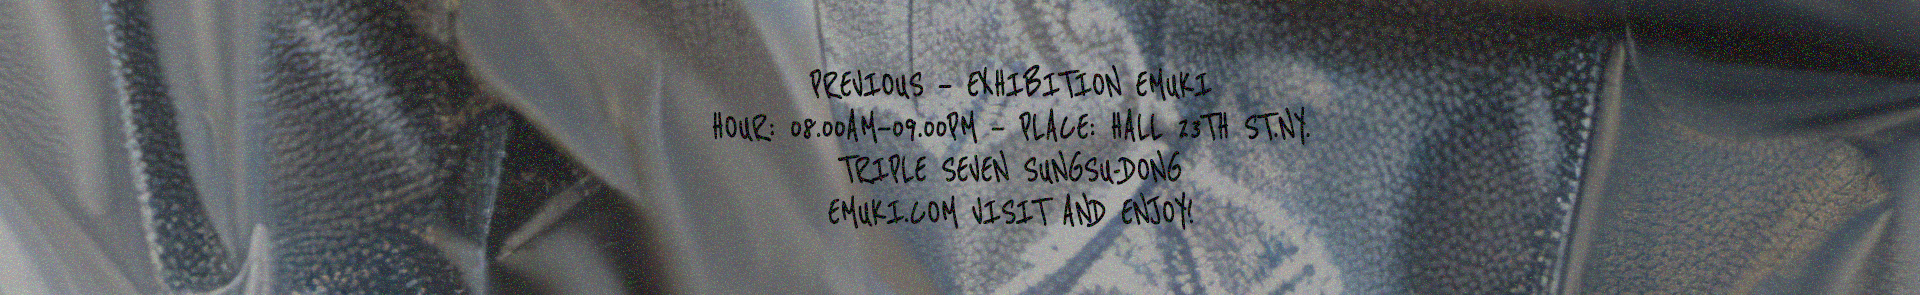 PREVIOUS - EXHIBITION EMUKI
HOUR: 08.00AM-09.00PM - PLACE: HALL 23TH ST.NY.
TRIPLE SEVEN SUNGSU-DONG
EMUKI.COM VISIT AND ENJOY!